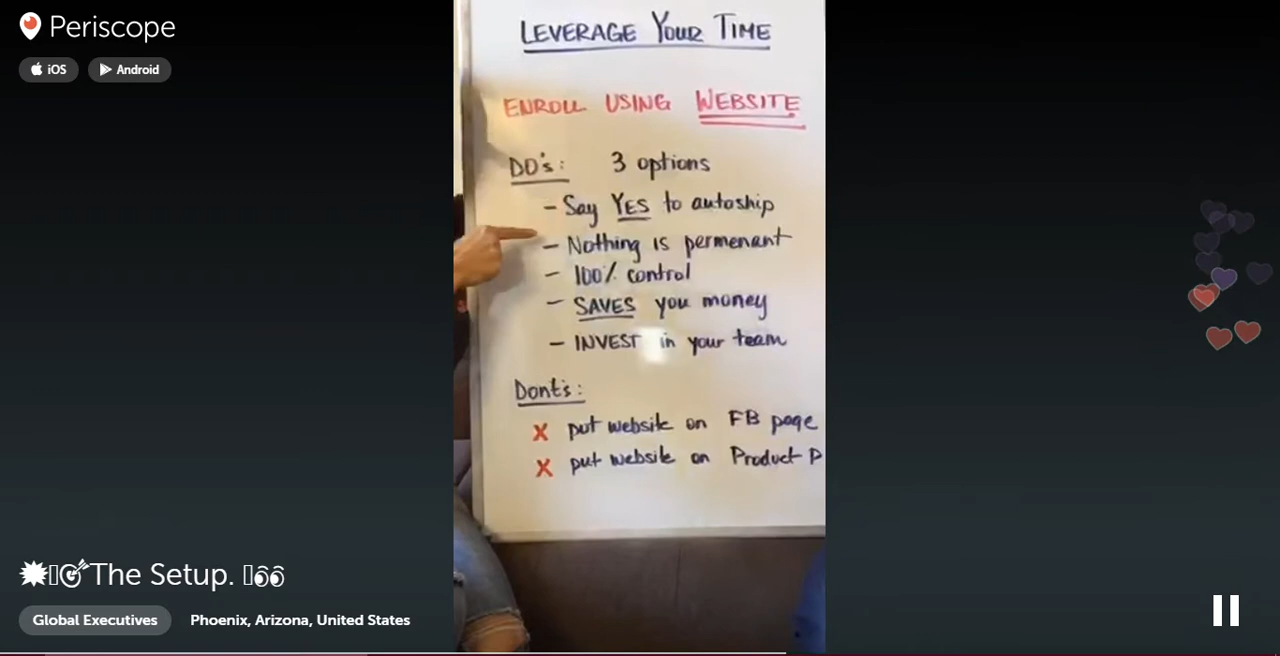 Periscope
iOS
Android
LEVERAGE YOUR TIME
ENROLL USING WEBSITE
DO's: 3 options
- Say YES to autoship
- Nothing is permenant
- 100% control
- SAVES you money
- INVEST in your team
Dont's:
X put website on FB page
X put website on Product P
The Setup.
Global Executives
Phoenix, Arizona, United States